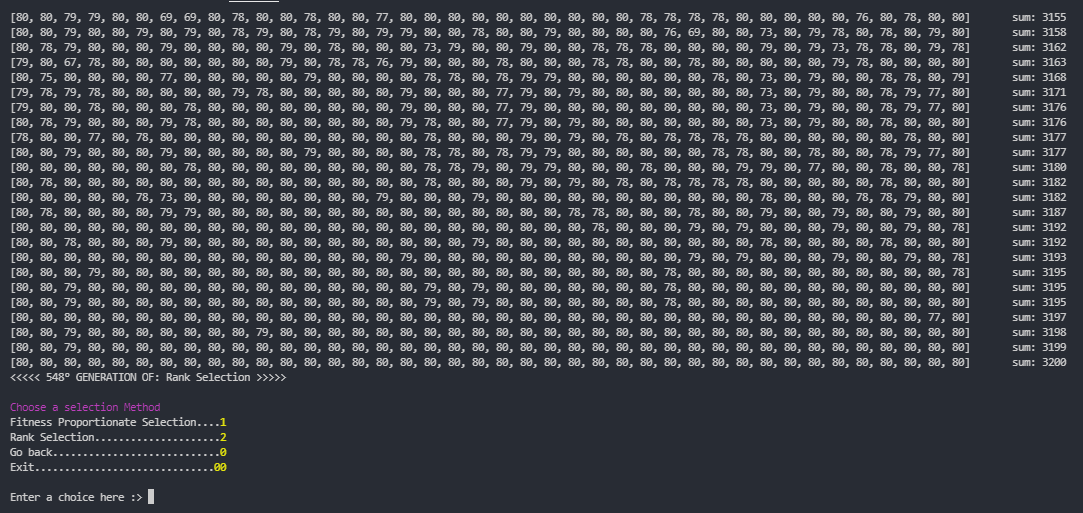 [80, 80, 79, 79, 80, 80, 69, 69, 80, 78, 80, 80, 78, 80, 80, 77, 80, 80, 80, 80, 80, 80, 80, 80, 80, 80, 78, 78, 78, 78, 80, 80, 80, 80, 80, 76, 80, 78, 80, 80] sum: 3155
[80, 80, 79, 80, 80, 79, 80, 79, 80, 78, 79, 80, 78, 79, 80, 79, 79, 80, 80, 78, 80, 80, 79, 80, 80, 80, 80, 76, 69, 80, 80, 73, 80, 79, 78, 80, 78, 80, 79, 80] sum: 3158
[80, 78, 79, 80, 80, 80, 79, 80, 80, 80, 80, 79, 80, 78, 80, 80, 80, 73, 79, 80, 80, 79, 80, 80, 78, 78, 78, 80, 80, 80, 80, 79, 80, 79, 73, 78, 78, 80, 79, 78] sum: 3162
[79, 80, 67, 78, 80, 80, 80, 80, 80, 80, 80, 79, 80, 78, 78, 76, 79, 80, 80, 80, 78, 80, 78, 79, 79, 80, 80, 80, 80, 80, 80, 80, 80, 80, 79, 78, 80, 80, 80, 80] sum: 3163
[80, 75, 80, 80, 80, 80, 77, 80, 80, 80, 80, 80, 79, 80, 80, 80, 80, 78, 78, 80, 78, 79, 79, 80, 80, 80, 80, 80, 80, 78, 80, 73, 80, 79, 80, 80, 78, 78, 80, 79] sum: 3168
[79, 78, 79, 78, 80, 80, 80, 80, 80, 79, 78, 80, 80, 80, 80, 80, 79, 80, 80, 80, 77, 79, 80, 79, 80, 80, 80, 80, 80, 80, 80, 73, 80, 79, 80, 80, 78, 79, 77, 80] sum: 3171
[79, 80, 80, 78, 80, 80, 80, 78, 80, 80, 80, 80, 80, 80, 80, 80, 79, 80, 80, 80, 77, 79, 80, 80, 80, 80, 80, 80, 80, 80, 80, 73, 80, 79, 80, 80, 78, 79, 77, 80] sum: 3176
[80, 78, 79, 80, 80, 80, 79, 78, 80, 80, 80, 80, 80, 80, 80, 80, 79, 78, 80, 80, 77, 79, 80, 79, 80, 80, 80, 80, 80, 80, 80, 73, 80, 79, 80, 80, 78, 80, 80, 80] sum: 3176
[78, 80, 80, 77, 80, 78, 80, 80, 80, 80, 80, 80, 80, 80, 80, 80, 80, 78, 80, 80, 80, 79, 80, 79, 80, 78, 80, 78, 78, 78, 78, 80, 80, 80, 80, 80, 80, 78, 80, 80] sum: 3177
[80, 80, 79, 80, 80, 80, 79, 80, 80, 80, 80, 80, 79, 80, 80, 80, 80, 78, 78, 80, 78, 79, 79, 80, 80, 80, 80, 80, 80, 78, 78, 80, 80, 78, 80, 80, 78, 79, 77, 80] sum: 3177
[80, 80, 80, 80, 80, 80, 80, 78, 80, 80, 80, 80, 80, 80, 80, 80, 80, 78, 78, 79, 80, 79, 79, 80, 80, 80, 78, 80, 80, 80, 79, 79, 80, 77, 80, 80, 78, 80, 80, 78] sum: 3180
[80, 78, 80, 80, 80, 80, 80, 80, 80, 80, 80, 80, 80, 80, 80, 80, 80, 78, 80, 80, 80, 79, 80, 79, 80, 78, 80, 78, 78, 78, 78, 80, 80, 80, 80, 80, 80, 78, 80, 80] sum: 3182
[80, 80, 80, 80, 80, 78, 73, 80, 80, 80, 80, 80, 80, 80, 80, 79, 80, 80, 80, 79, 80, 80, 80, 80, 80, 80, 80, 80, 80, 80, 80, 78, 80, 80, 80, 78, 78, 79, 80, 80] sum: 3182
[80, 78, 80, 80, 80, 80, 79, 79, 80, 80, 80, 80, 80, 80, 80, 80, 80, 80, 80, 80, 80, 80, 80, 78, 78, 80, 80, 80, 78, 80, 80, 79, 80, 80, 79, 80, 80, 79, 80, 80] sum: 3187
[80, 80, 80, 80, 80, 80, 80, 80, 80, 80, 80, 80, 80, 80, 80, 80, 80, 80, 80, 80, 80, 80, 80, 80, 78, 80, 80, 80, 79, 80, 79, 80, 80, 80, 79, 80, 80, 79, 80, 78] sum: 3192
[80, 80, 78, 80, 80, 80, 79, 80, 80, 80, 80, 80, 80, 80, 80, 80, 80, 80, 80, 79, 80, 80, 80, 80, 80, 80, 80, 80, 80, 80, 80, 78, 80, 80, 80, 80, 78, 80, 80, 80] sum: 3192
[80, 80, 80, 80, 80, 80, 80, 80, 80, 80, 80, 80, 80, 80, 80, 80, 79, 80, 80, 80, 80, 80, 80, 80, 80, 80, 80, 80, 79, 80, 79, 80, 80, 80, 79, 80, 80, 79, 80, 78] sum: 3193
[80, 80, 80, 79, 80, 80, 80, 80, 80, 80, 80, 80, 80, 80, 80, 80, 80, 80, 80, 80, 80, 80, 80, 80, 80, 80, 80, 78, 80, 80, 80, 80, 80, 80, 80, 80, 80, 80, 80, 78] sum: 3195
[80, 80, 79, 80, 80, 80, 80, 80, 80, 80, 80, 80, 80, 80, 80, 80, 80, 79, 80, 79, 80, 80, 80, 80, 80, 80, 80, 78, 80, 80, 80, 80, 80, 80, 80, 80, 80, 80, 80, 80] sum: 3195
[80, 80, 79, 80, 80, 80, 80, 80, 80, 80, 80, 80, 80, 80, 80, 80, 80, 79, 80, 79, 80, 80, 80, 80, 80, 80, 80, 78, 80, 80, 80, 80, 80, 80, 80, 80, 80, 80, 80, 80] sum: 3195
[80, 80, 80, 80, 80, 80, 80, 80, 80, 80, 80, 80, 80, 80, 80, 80, 80, 80, 80, 80, 80, 80, 80, 80, 80, 80, 80, 80, 80, 80, 80, 80, 80, 80, 80, 80, 80, 80, 77, 80] sum: 3197
[80, 80, 79, 80, 80, 80, 80, 80, 80, 80, 79, 80, 80, 80, 80, 80, 80, 80, 80, 80, 80, 80, 80, 80, 80, 80, 80, 80, 80, 80, 80, 80, 80, 80, 80, 80, 80, 80, 80, 80] sum: 3198
[80, 80, 79, 80, 80, 80, 80, 80, 80, 80, 80, 80, 80, 80, 80, 80, 80, 80, 80, 80, 80, 80, 80, 80, 80, 80, 80, 80, 80, 80, 80, 80, 80, 80, 80, 80, 80, 80, 80, 80] sum: 3199
[80, 80, 80, 80, 80, 80, 80, 80, 80, 80, 80, 80, 80, 80, 80, 80, 80, 80, 80, 80, 80, 80, 80, 80, 80, 80, 80, 80, 80, 80, 80, 80, 80, 80, 80, 80, 80, 80, 80, 80] sum: 3200
<<<<< 548° GENERATION OF: Rank Selection >>>>>
Choose a selection Method
Fitness Proportionate Selection....1
Rank Selection.....................2
Go back............................0
Exit..............................00
Enter a choice here :>